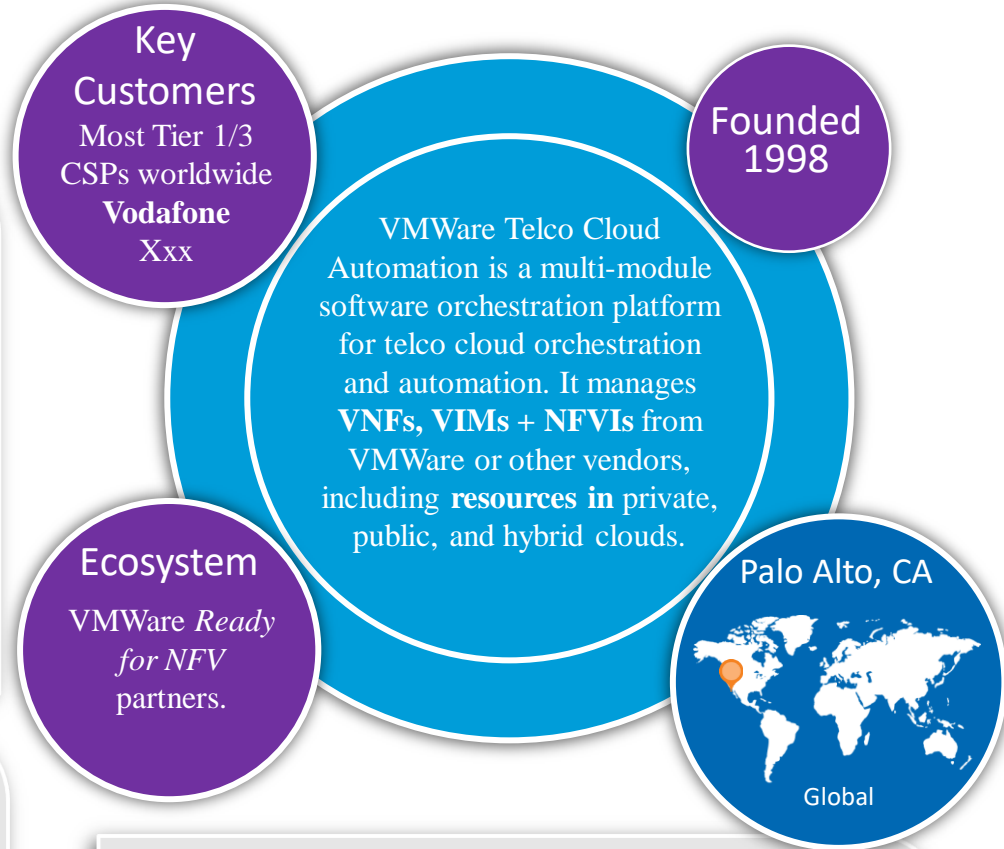 Key
Customers
Most Tier 1/3
CSPs worldwide
Vodafone
Xxx
Founded
1998
VMWare Telco Cloud
Automation is a multi-module
software orchestration platform
for telco cloud orchestration
and automation. It manages
VNFs, VIMs + NFVIs from
VMWare or other vendors,
including resources in private,
public, and hybrid clouds.
Ecosystem
VMWare Ready
for NFV
partners.
Palo Alto, CA
Global